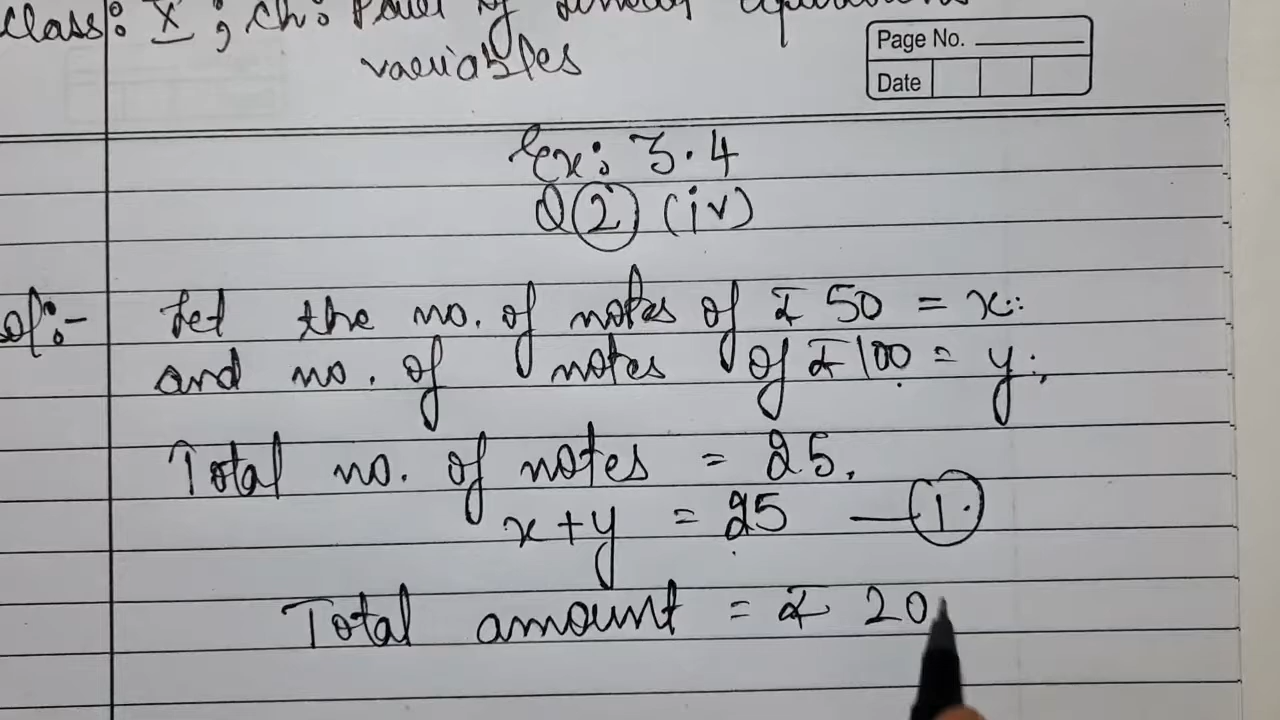 Class: X ; Ch: Pair of linear equations
variables
Page No.
Date
Ex: 3.4
Q (2) (iv)
Sol:- Let the no. of notes of ₹ 50 = x
and no. of notes of ₹ 100 = y
Total no. of notes = 25.
x + y = 25 — (1)
Total amount = ₹ 20